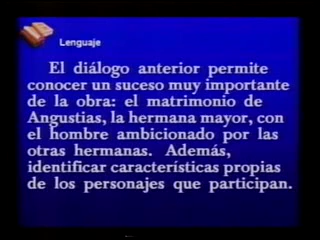 Lenguaje
El diálogo anterior permite
conocer un suceso muy importante
de la obra: el matrimonio de
Angustias, la hermana mayor, con
el hombre ambicionado por las
otras hermanas. Además,
identificar características propias
de los personajes que participan.